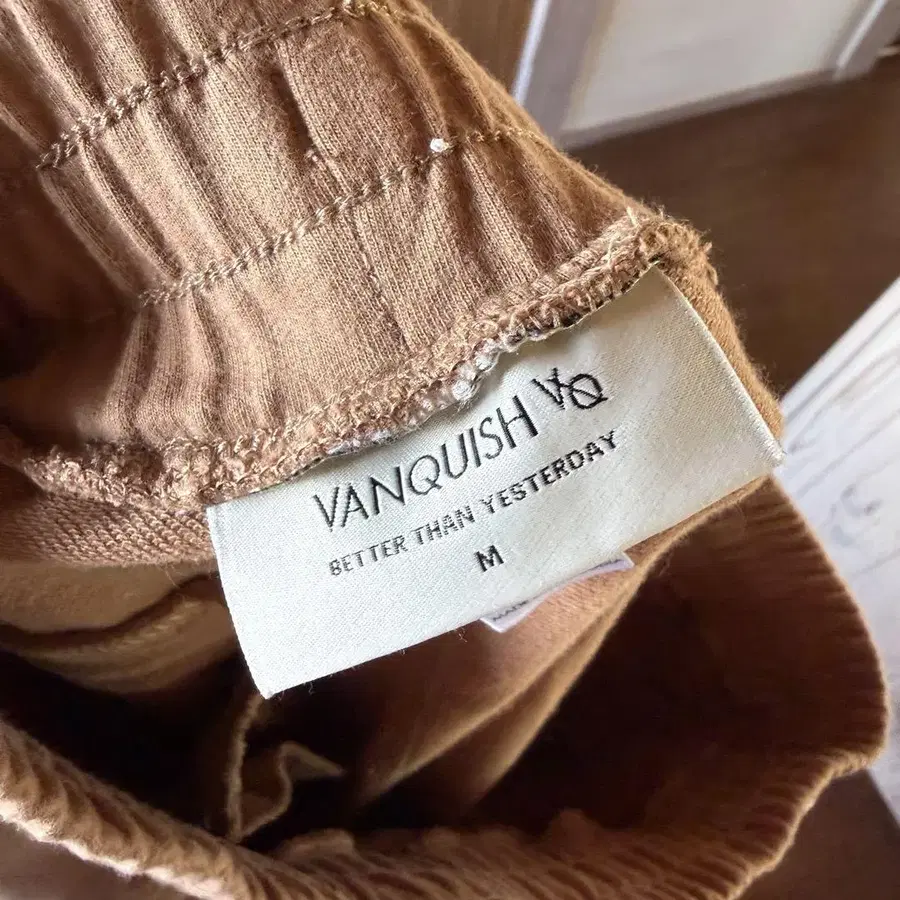 VANQUISH VQ
BETTER THAN YESTERDAY
M